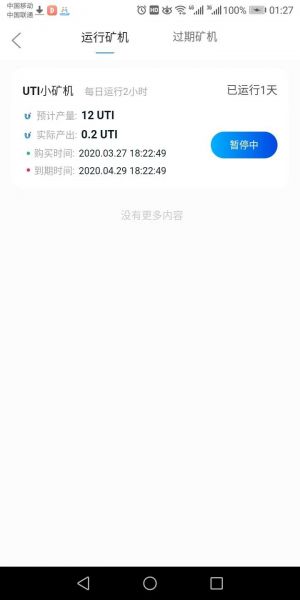 中国移动
中国联通
HD 4G 3G 100% 01:27
运行矿机 过期矿机
UTI小矿机 每日运行2小时 已运行1天
预计产量: 12 UTI
实际产出: 0.2 UTI
暂停中
购买时间: 2020.03.27 18:22:49
到期时间: 2020.04.29 18:22:49
没有更多内容